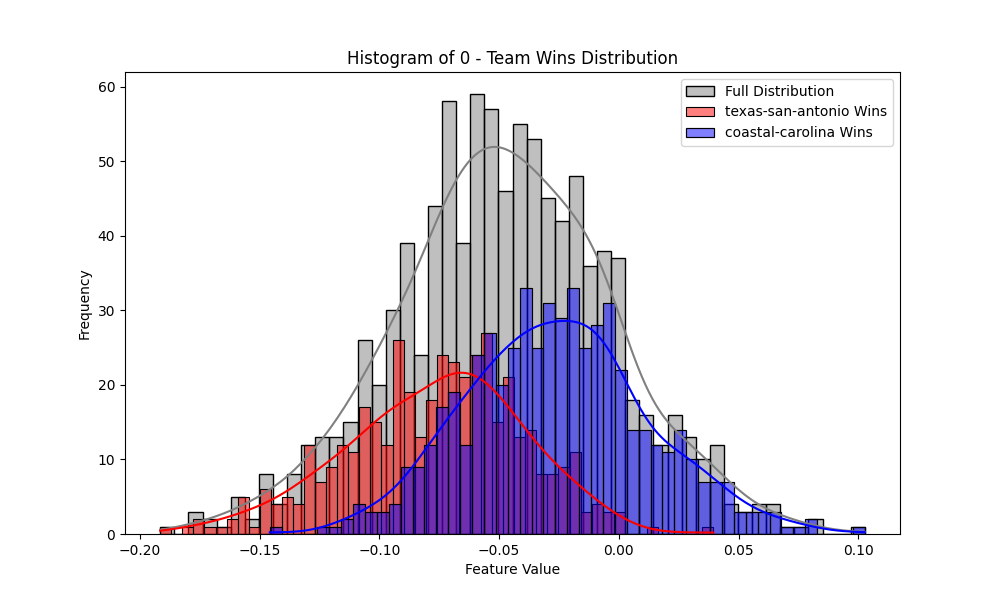 Histogram of 0 - Team Wins Distribution
Full Distribution
texas-san-antonio Wins
coastal-carolina Wins
Frequency
60
50
40
30
20
10
0
−0.20 −0.15 −0.10 −0.05 0.00 0.05 0.10
Feature Value